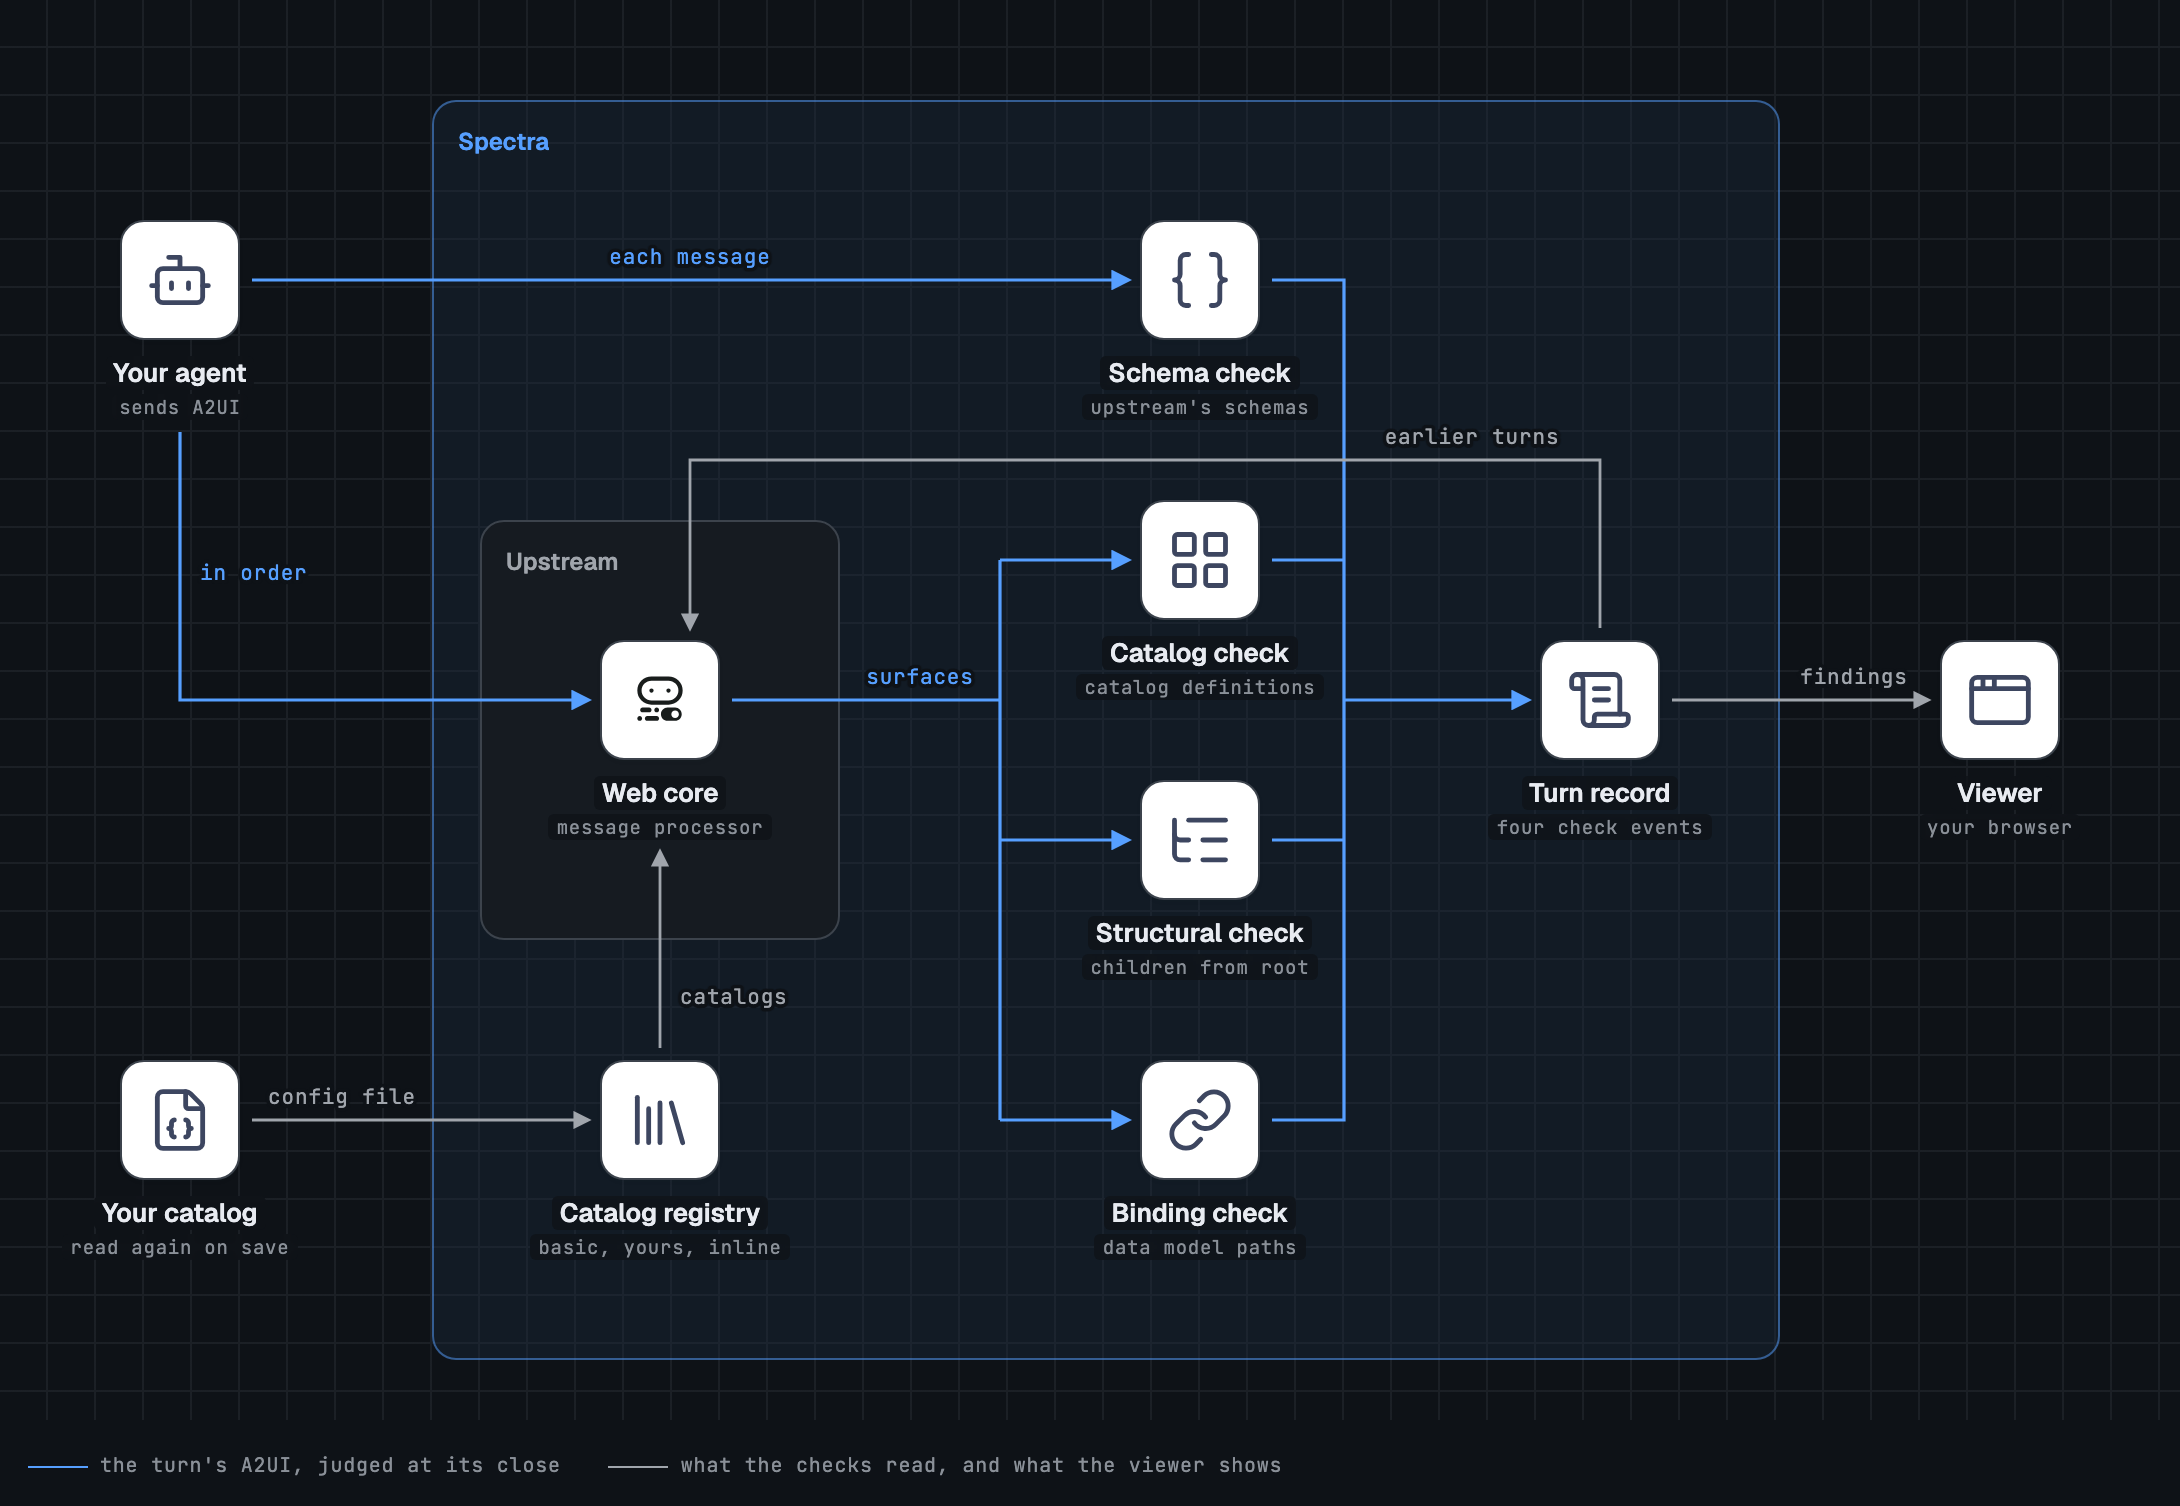 Spectra
each message
Your agent
sends A2UI
{ }
Schema check
upstream's schemas
earlier turns
in order
Upstream
Catalog check
catalog definitions
surfaces
findings
Web core
message processor
Turn record
four check events
Viewer
your browser
Structural check
children from root
catalogs
config file
{}
Your catalog
read again on save
Catalog registry
basic, yours, inline
Binding check
data model paths
the turn's A2UI, judged at its close
what the checks read, and what the viewer shows